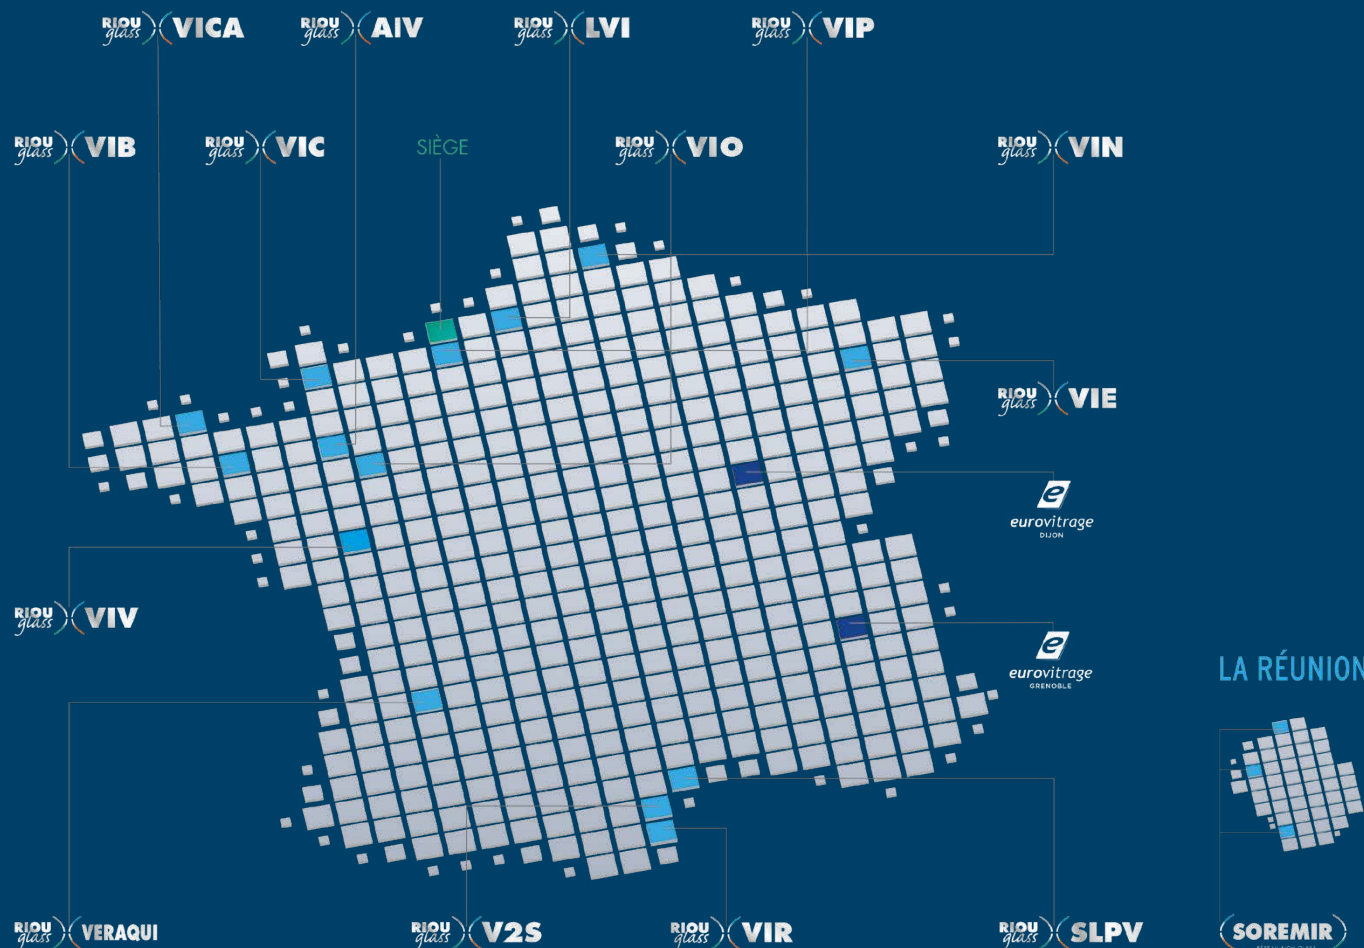 RIOU glass VICA
RIOU glass AIV
RIOU glass LVI
RIOU glass VIP
RIOU glass VIB
RIOU glass VIC
SIÈGE
RIOU glass VIO
RIOU glass VIN
RIOU glass VIE
e
eurovitrage
DIJON
RIOU glass VIV
e
eurovitrage
GRENOBLE
LA RÉUNION
RIOU glass VERAQUI
RIOU glass V2S
RIOU glass VIR
RIOU glass SLPV
SOREMIR